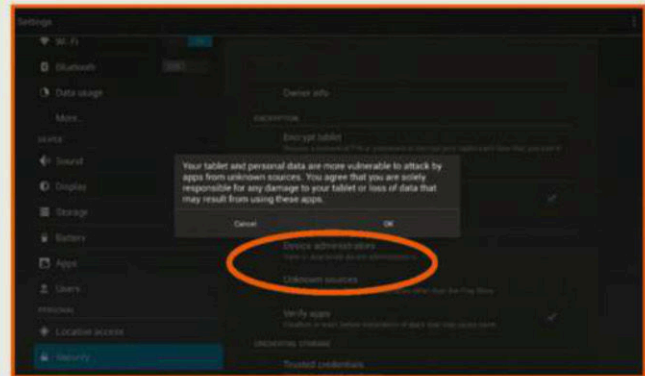 Settings
Wi-Fi
Bluetooth
Data usage
More...
DEVICE
Sound
Display
Storage
Battery
Apps
Users
PERSONAL
Location access
Security
Owner info
ENCRYPTION
Encrypt tablet
Your tablet and personal data are more vulnerable to attack by
apps from unknown sources. You agree that you are solely
responsible for any damage to your tablet or loss of data that
may result from using these apps.
Cancel
OK
Device administrators
Unknown sources
Verify apps
Trusted credentials